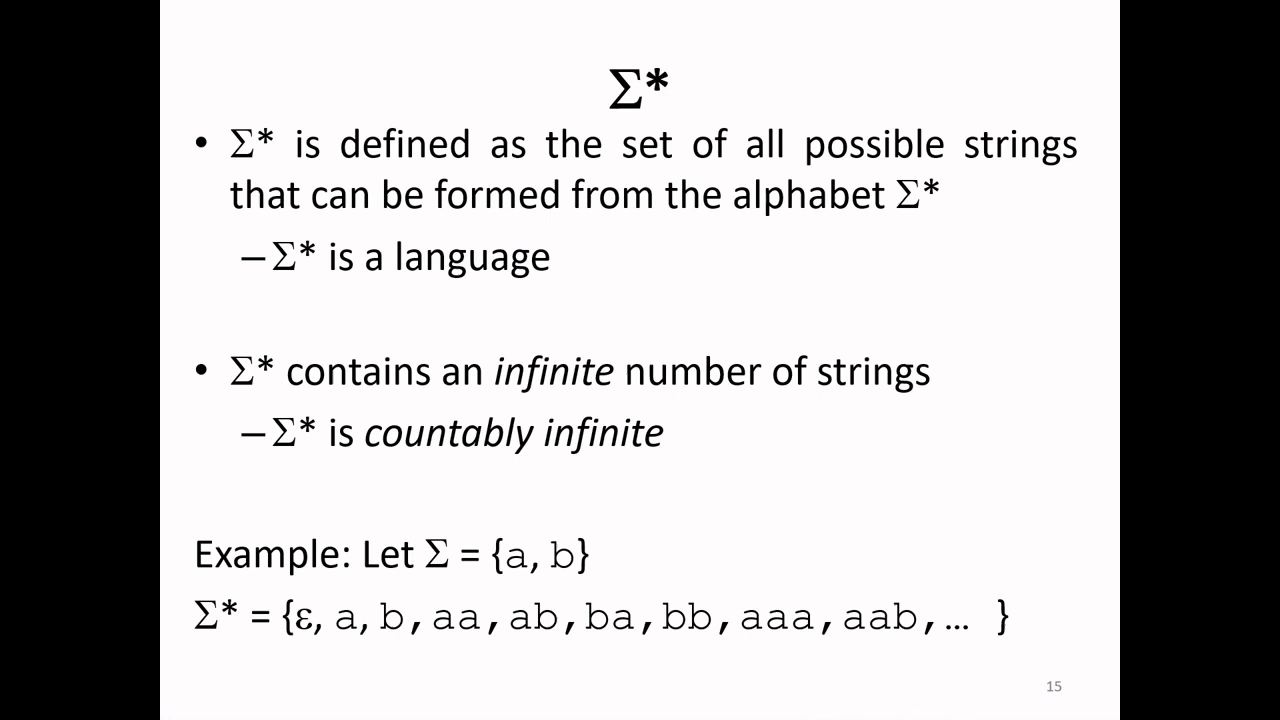 Σ*
• Σ* is defined as the set of all possible strings
that can be formed from the alphabet Σ*
– Σ* is a language
• Σ* contains an infinite number of strings
– Σ* is countably infinite
Example: Let Σ = {a, b}
Σ* = {ε, a, b, aa, ab, ba, bb, aaa, aab, … }
15